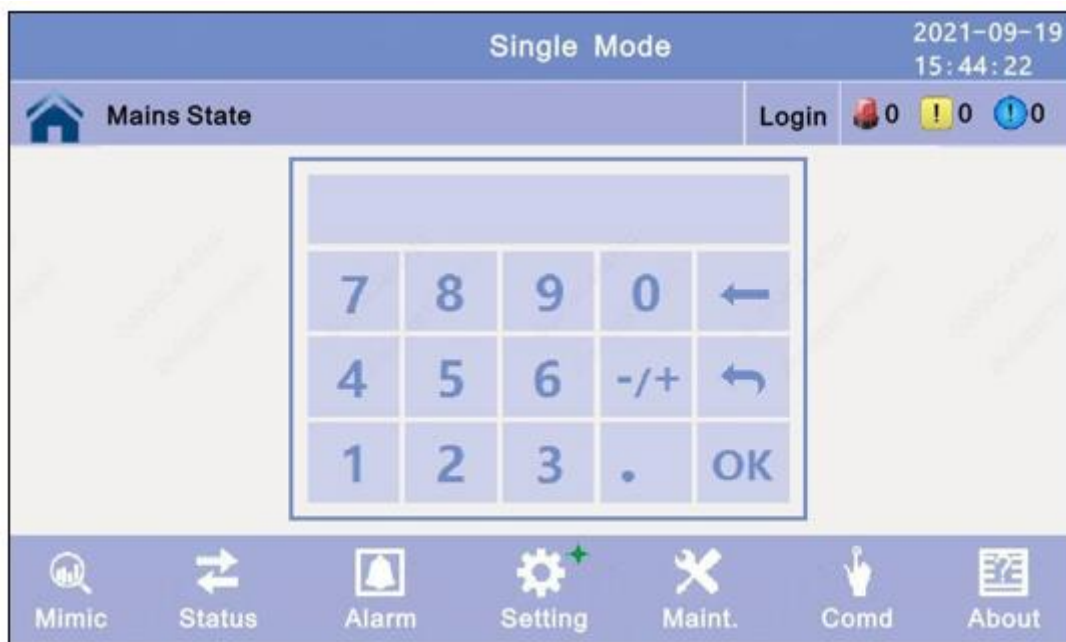 Single Mode
2021-09-19
15:44:22
Mains State
Login
0
! 0
! 0
7 8 9 0
4 5 6 -/+
1 2 3 . OK
Mimic Status Alarm Setting Maint. Comd About